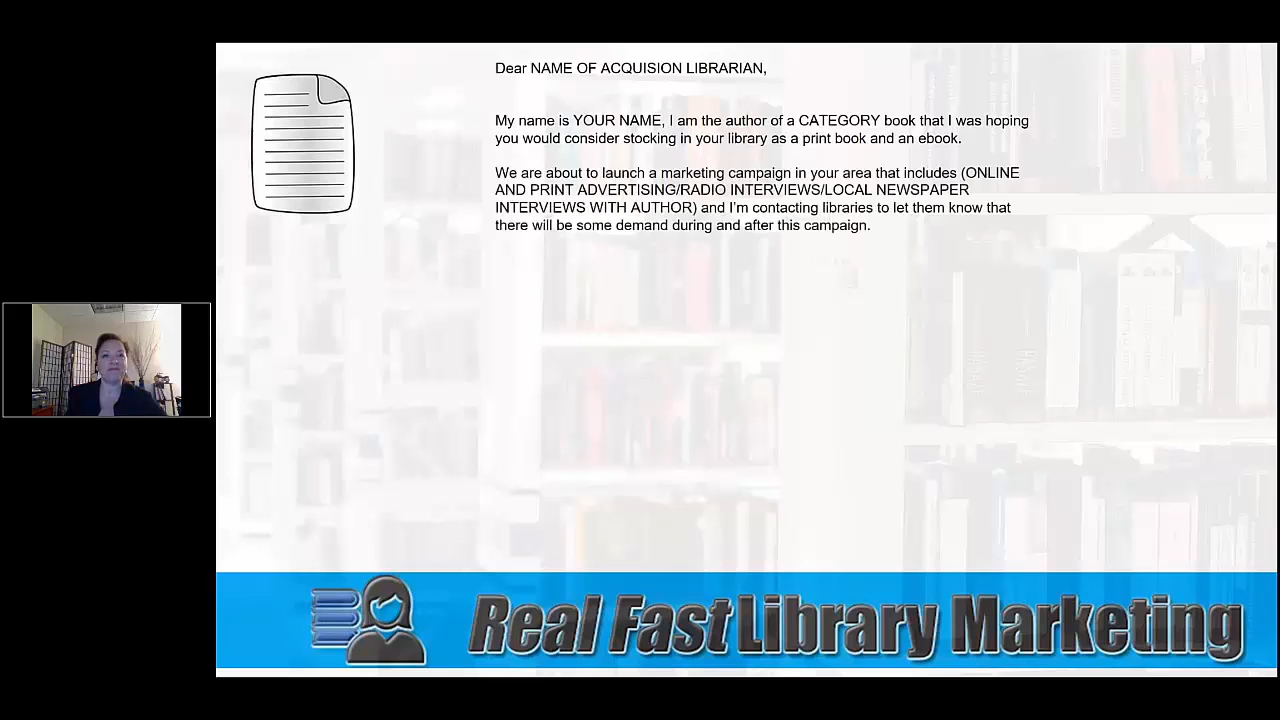 Dear NAME OF ACQUISION LIBRARIAN,
My name is YOUR NAME, I am the author of a CATEGORY book that I was hoping
you would consider stocking in your library as a print book and an ebook.
We are about to launch a marketing campaign in your area that includes (ONLINE
AND PRINT ADVERTISING/RADIO INTERVIEWS/LOCAL NEWSPAPER
INTERVIEWS WITH AUTHOR) and I'm contacting libraries to let them know that
there will be some demand during and after this campaign.
Real Fast Library Marketing